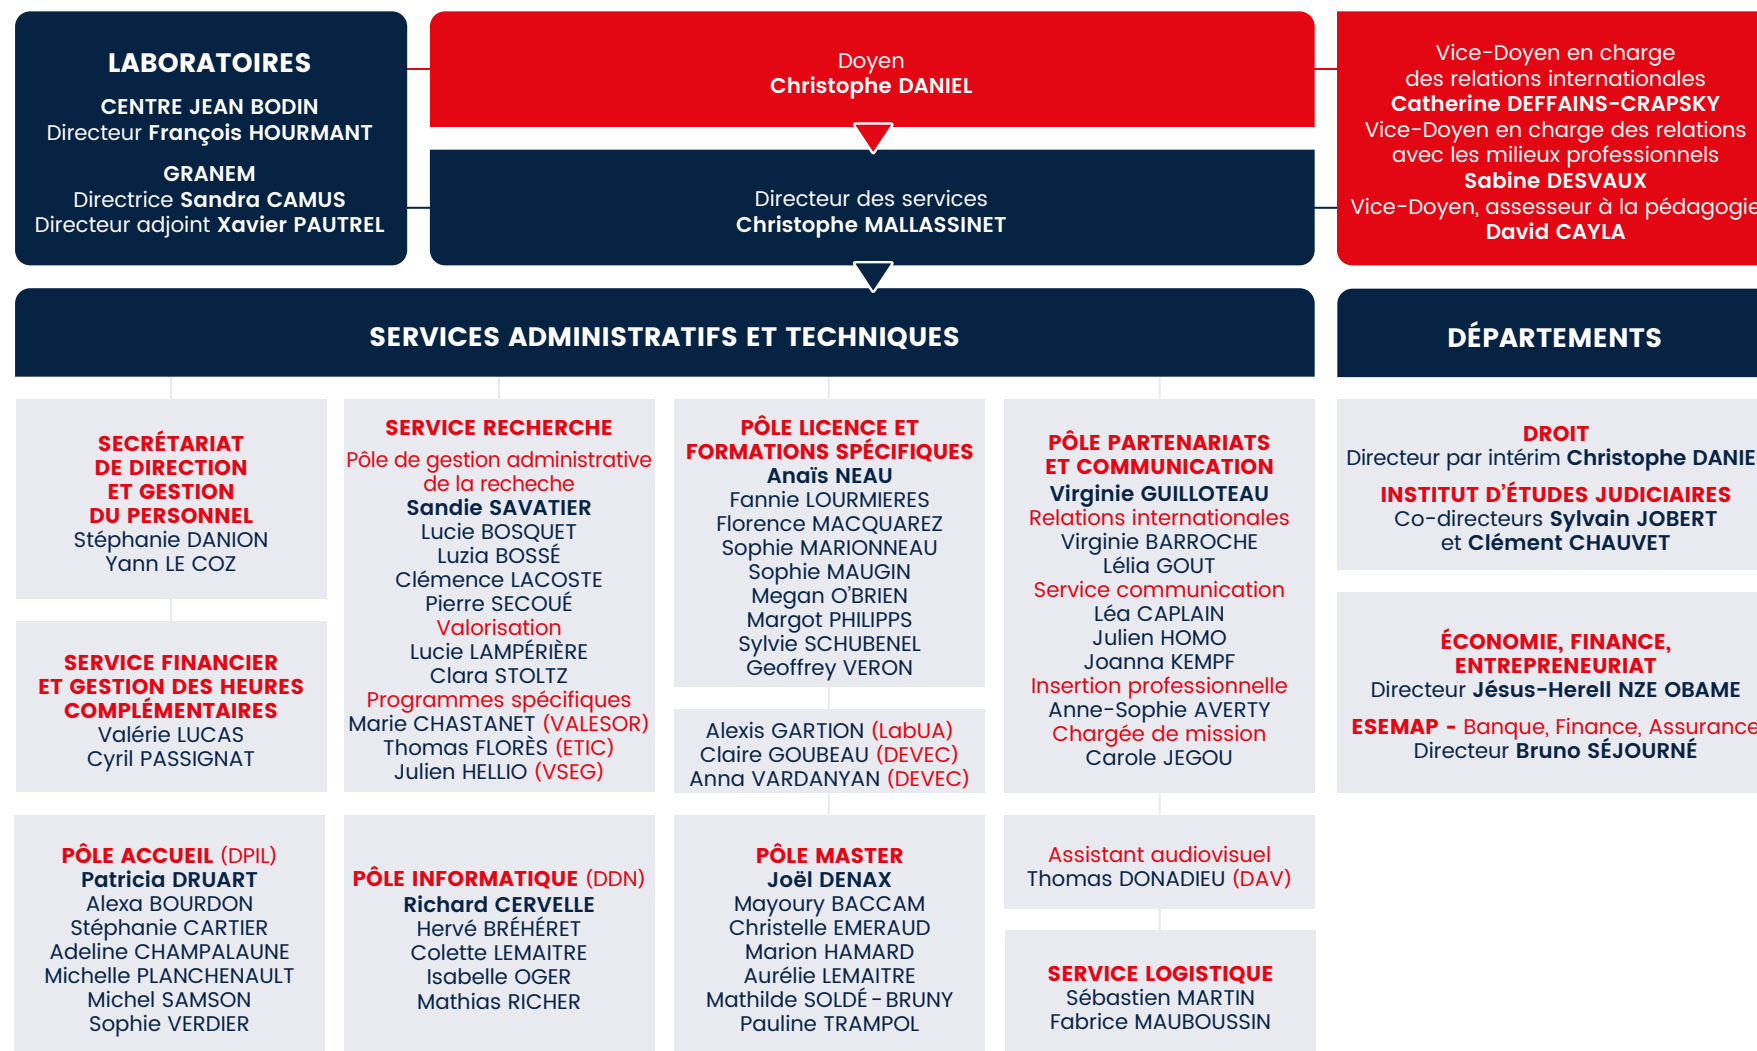 LABORATOIRES
CENTRE JEAN BODIN
Directeur François HOURMANT
GRANEM
Directrice Sandra CAMUS
Directeur adjoint Xavier PAUTREL
Doyen
Christophe DANIEL
Directeur des services
Christophe MALLASSINET
Vice-Doyen en charge
des relations internationales
Catherine DEFFAINS-CRAPSKY
Vice-Doyen en charge des relations
avec les milieux professionnels
Sabine DESVAUX
Vice-Doyen, assesseur à la pédagogie
David CAYLA
SERVICES ADMINISTRATIFS ET TECHNIQUES
SECRÉTARIAT
DE DIRECTION
ET GESTION
DU PERSONNEL
Stéphanie DANION
Yann LE COZ
SERVICE FINANCIER
ET GESTION DES HEURES
COMPLÉMENTAIRES
Valérie LUCAS
Cyril PASSIGNAT
PÔLE ACCUEIL (DPIL)
Patricia DRUART
Alexa BOURDON
Stéphanie CARTIER
Adeline CHAMPALAUNE
Michelle PLANCHENAULT
Michel SAMSON
Sophie VERDIER
SERVICE RECHERCHE
Pôle de gestion administrative
de la recheche
Sandie SAVATIER
Lucie BOSQUET
Luzia BOSSÉ
Clémence LACOSTE
Pierre SECOUÉ
Valorisation
Lucie LAMPÉRIÈRE
Clara STOLTZ
Programmes spécifiques
Marie CHASTANET (VALESOR)
Thomas FLORÈS (ETIC)
Julien HELLIO (VSEG)
PÔLE INFORMATIQUE (DDN)
Richard CERVELLE
Hervé BRÉHÉRET
Colette LEMAITRE
Isabelle OGER
Mathias RICHER
PÔLE LICENCE ET
FORMATIONS SPÉCIFIQUES
Anaïs NEAU
Fannie LOURMIERES
Florence MACQUAREZ
Sophie MARIONNEAU
Sophie MAUGIN
Megan O'BRIEN
Margot PHILIPPS
Sylvie SCHUBENEL
Geoffrey VERON
Alexis GARTION (LabUA)
Claire GOUBEAU (DEVEC)
Anna VARDANYAN (DEVEC)
PÔLE MASTER
Joël DENAX
Mayoury BACCAM
Christelle EMERAUD
Marion HAMARD
Aurélie LEMAITRE
Mathilde SOLDÉ-BRUNY
Pauline TRAMPOL
PÔLE PARTENARIATS
ET COMMUNICATION
Virginie GUILLOTEAU
Relations internationales
Virginie BARROCHE
Lélia GOUT
Service communication
Léa CAPLAIN
Julien HOMO
Joanna KEMPF
Insertion professionnelle
Anne-Sophie AVERTY
Chargée de mission
Carole JEGOU
Assistant audiovisuel
Thomas DONADIEU (DAV)
SERVICE LOGISTIQUE
Sébastien MARTIN
Fabrice MAUBOUSSIN
DÉPARTEMENTS
DROIT
Directeur par intérim Christophe DANIE
INSTITUT D'ÉTUDES JUDICIAIRES
Co-directeurs Sylvain JOBERT
et Clément CHAUVET
ÉCONOMIE, FINANCE,
ENTREPRENEURIAT
Directeur Jésus-Herell NZE OBAME
ESEMAP - Banque, Finance, Assurance
Directeur Bruno SÉJOURNÉ